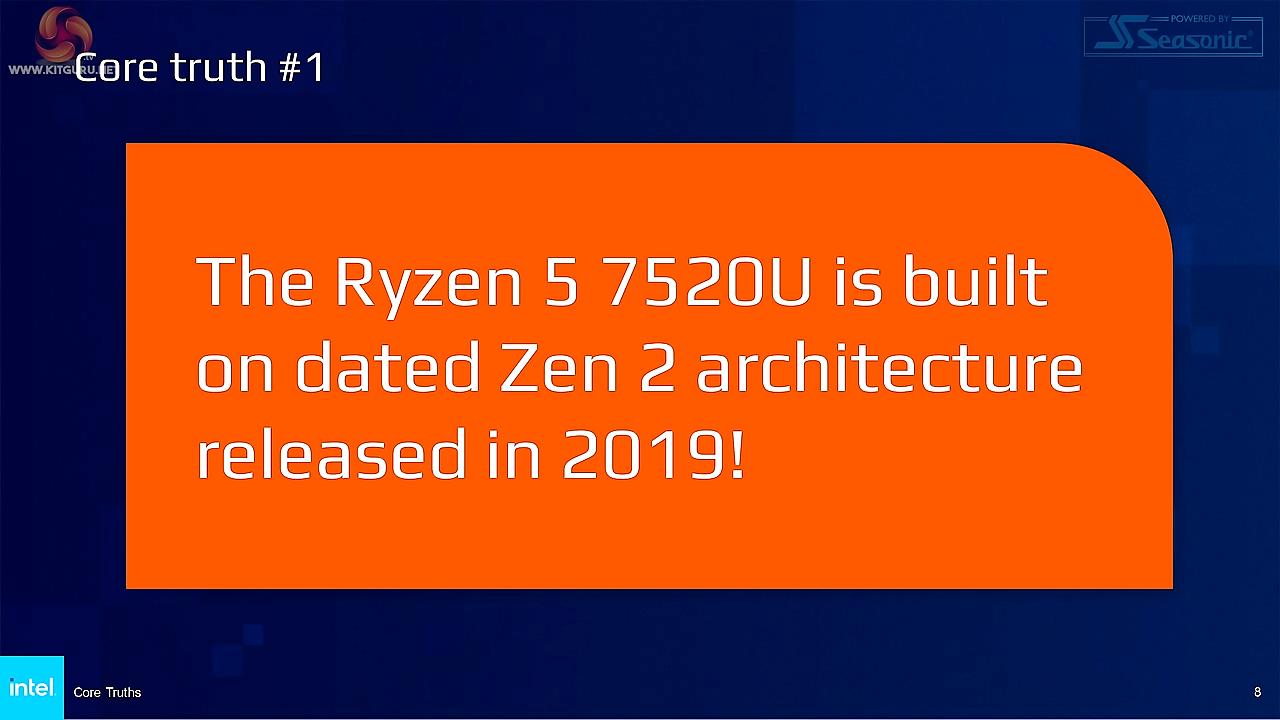 POWERED BY
Seasonic
Core truth #1
WWW.KITGURU.NET
The Ryzen 5 7520U is built
on dated Zen 2 architecture
released in 2019!
intel
Core Truths
8